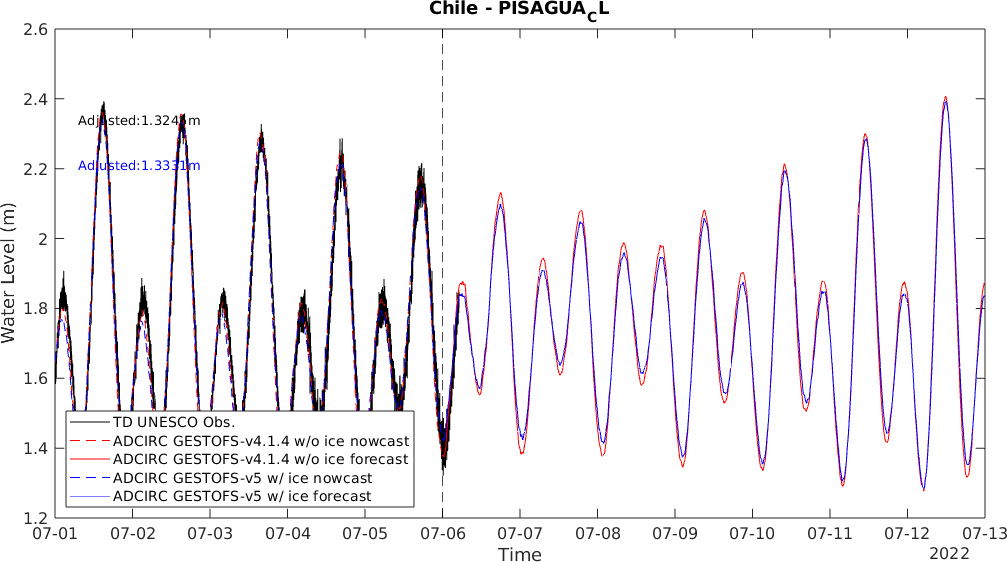 Chile - PISAGUA_CL
2.6
2.4
2.2
2
1.8
1.6
1.4
1.2
Water Level (m)
Adjusted:1.324 m
Adjusted:1.3331m
TD UNESCO Obs.
ADCIRC GESTOFS-v4.1.4 w/o ice nowcast
ADCIRC GESTOFS-v4.1.4 w/o ice forecast
ADCIRC GESTOFS-v5 w/ ice nowcast
ADCIRC GESTOFS-v5 w/ ice forecast
07-01 07-02 07-03 07-04 07-05 07-06 07-07 07-08 07-09 07-10 07-11 07-12 07-13
Time
2022